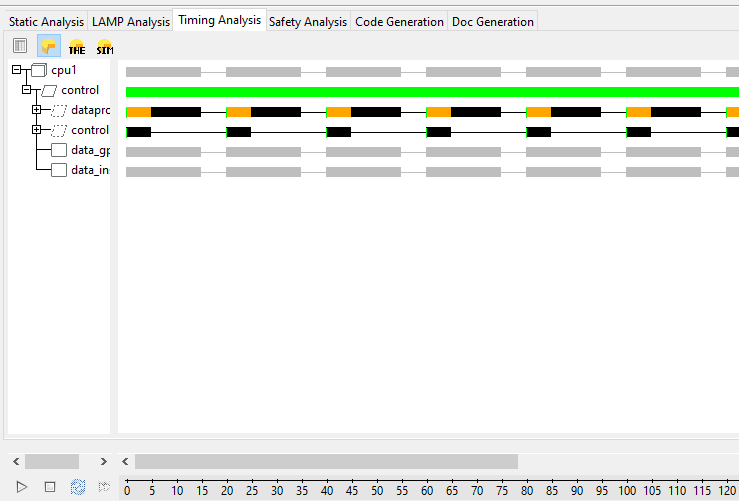 Static Analysis LAMP Analysis Timing Analysis Safety Analysis Code Generation Doc Generation
THE SIM
cpu1
control
datapro
control
data_gp
data_in
0 5 10 15 20 25 30 35 40 45 50 55 60 65 70 75 80 85 90 95 100 105 110 115 120